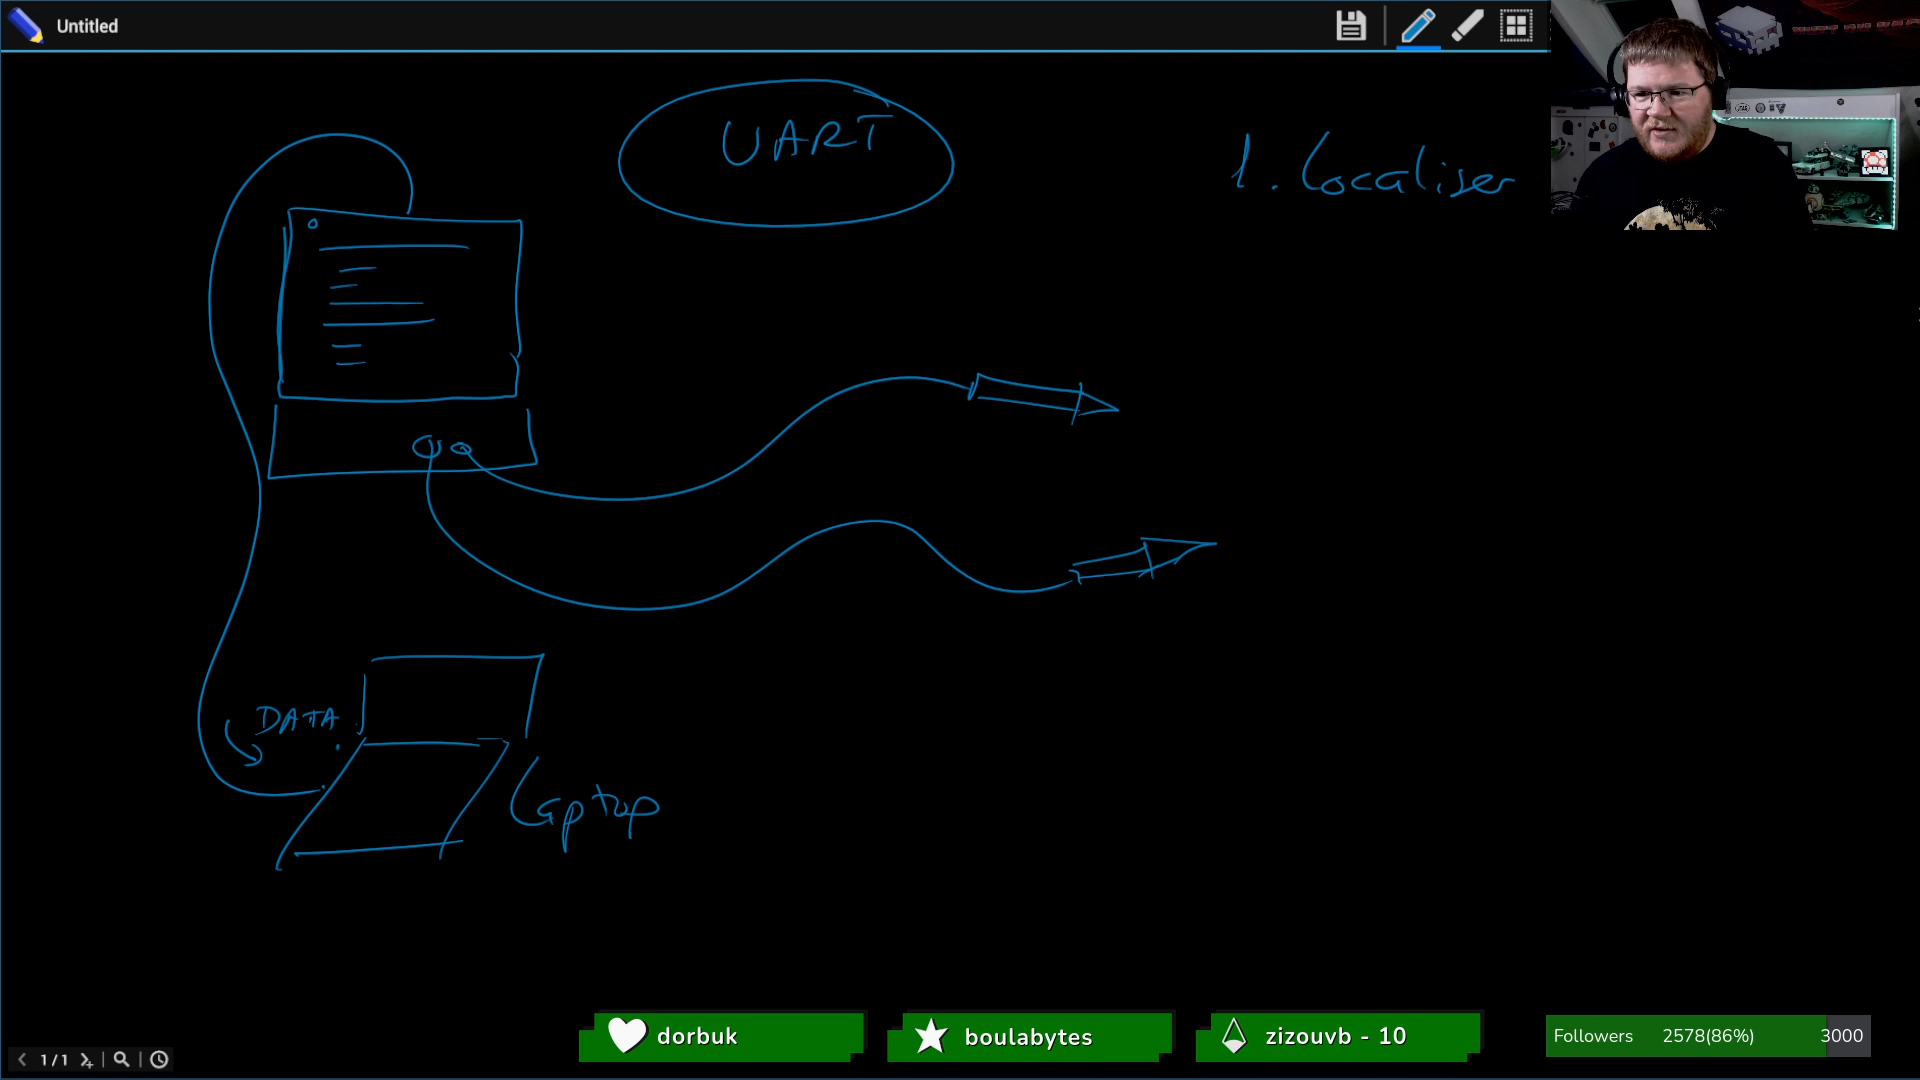 Untitled
UART
1. Localiser
DATA
Laptop
dorbuk
boulabytes
zizouvb - 10
Followers 2578(86%) 3000
1/1